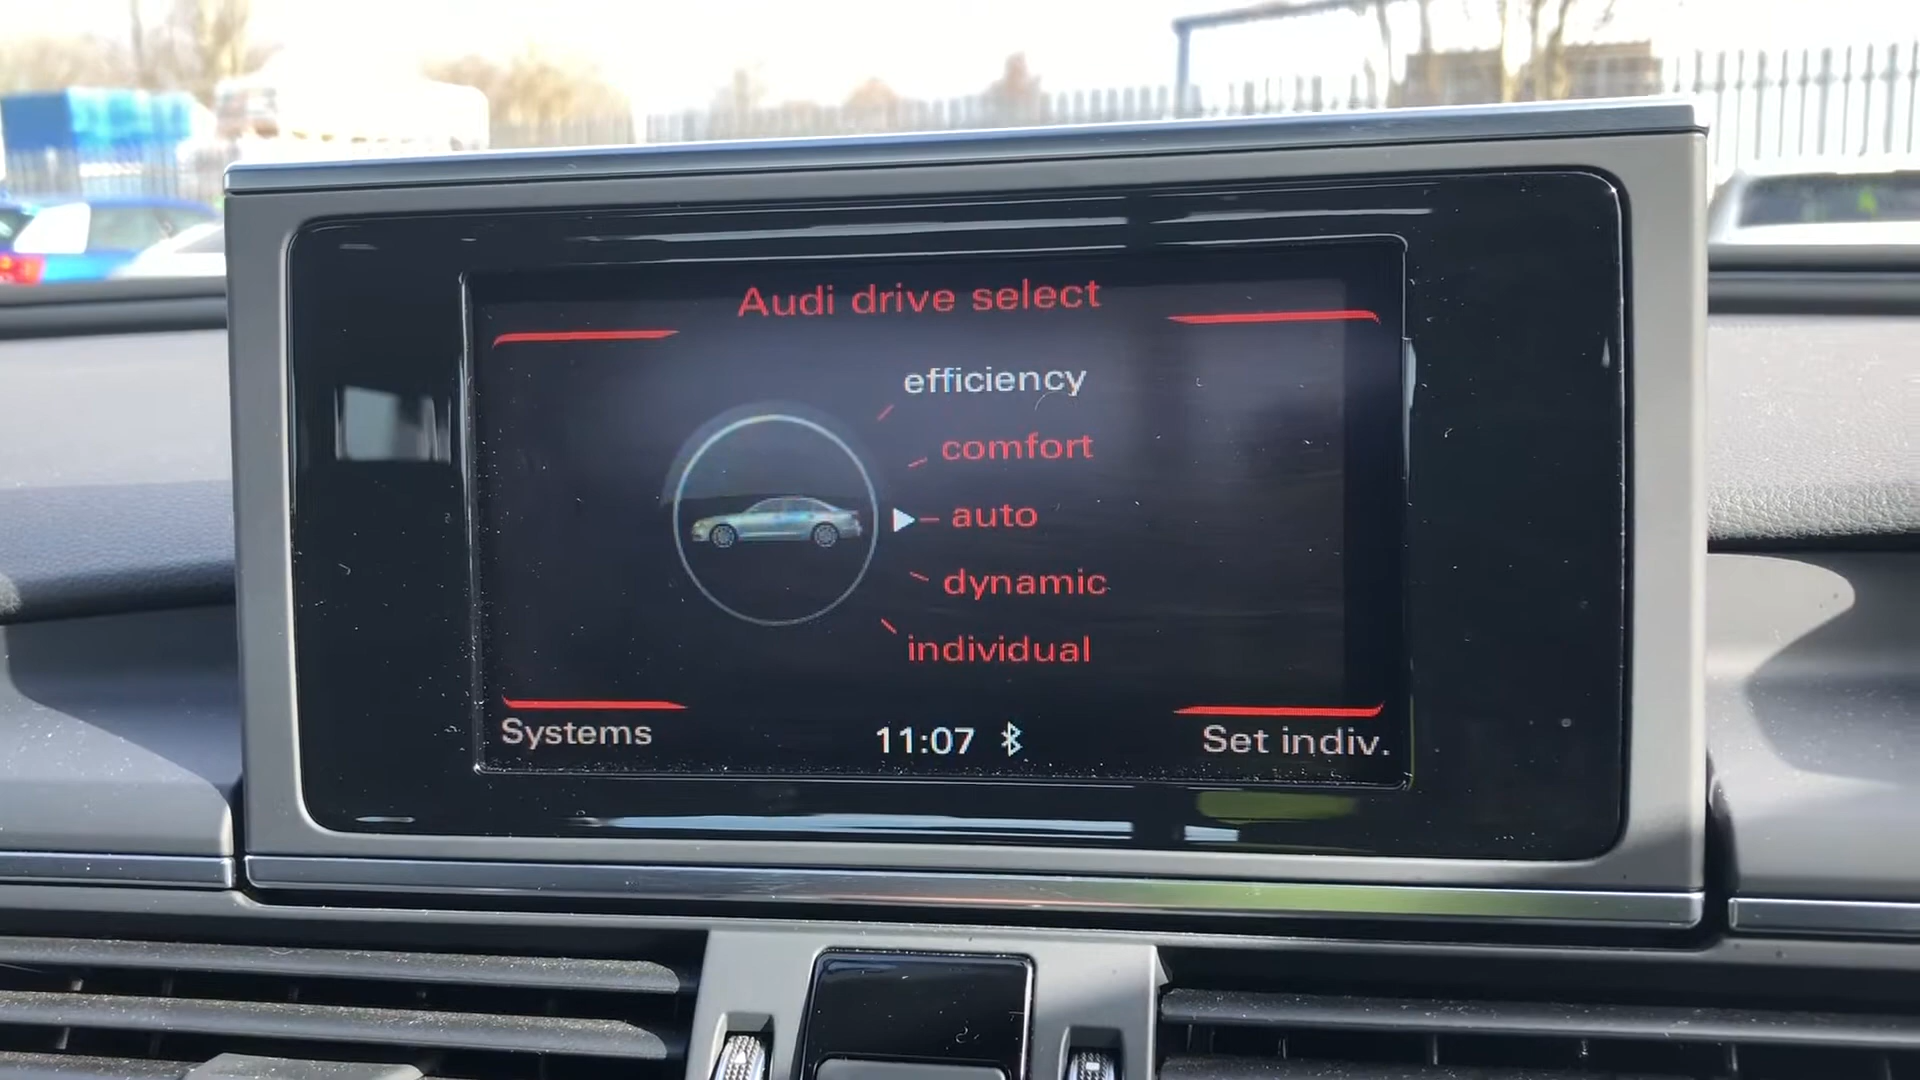 Audi drive select
efficiency
comfort
auto
dynamic
individual
Systems
11:07
Set indiv.